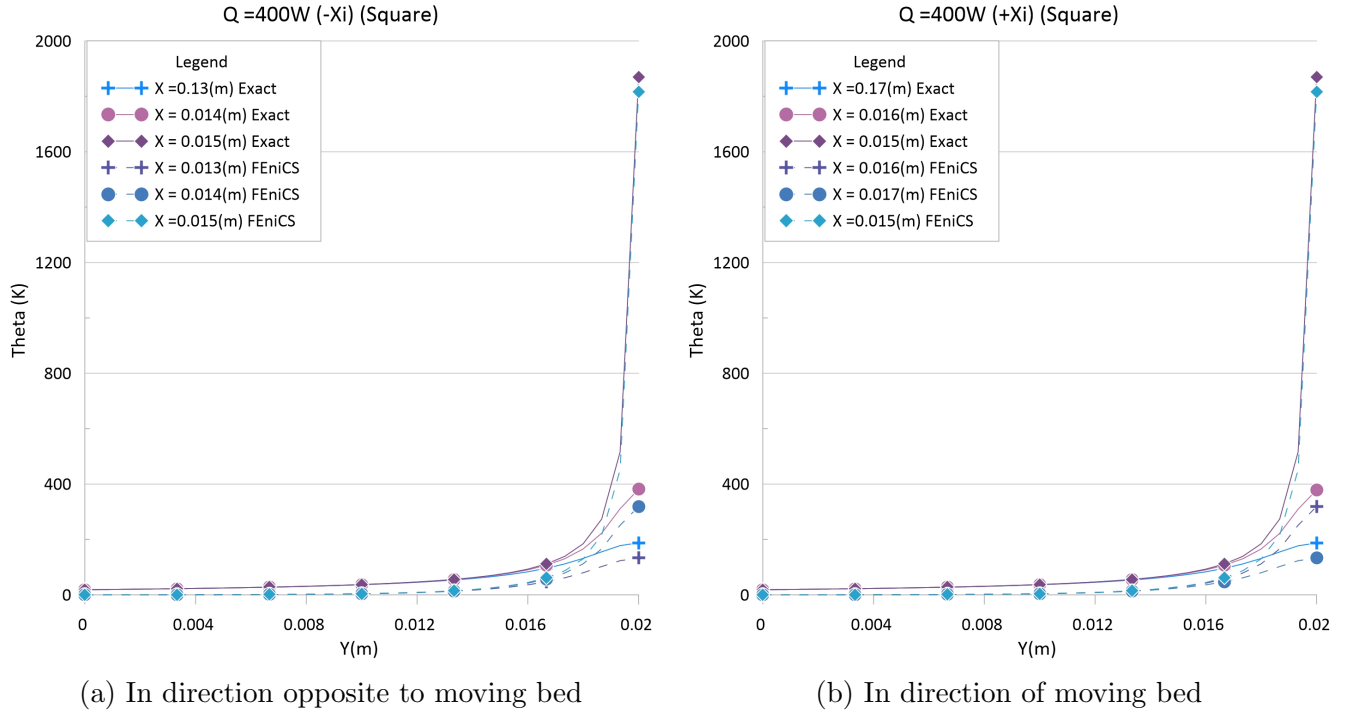 Q =400W (-Xi) (Square)
2000
1600
1200
800
400
0
Theta (K)
Legend
X =0.13(m) Exact
X = 0.014(m) Exact
X = 0.015(m) Exact
X = 0.013(m) FEniCS
X = 0.014(m) FEniCS
X =0.015(m) FEniCS
0 0.004 0.008 0.012 0.016 0.02
Y(m)
(a) In direction opposite to moving bed
Q =400W (+Xi) (Square)
2000
1600
1200
800
400
0
Theta (K)
Legend
X =0.17(m) Exact
X = 0.016(m) Exact
X = 0.015(m) Exact
X = 0.016(m) FEniCS
X = 0.017(m) FEniCS
X =0.015(m) FEniCS
0 0.004 0.008 0.012 0.016 0.02
Y(m)
(b) In direction of moving bed